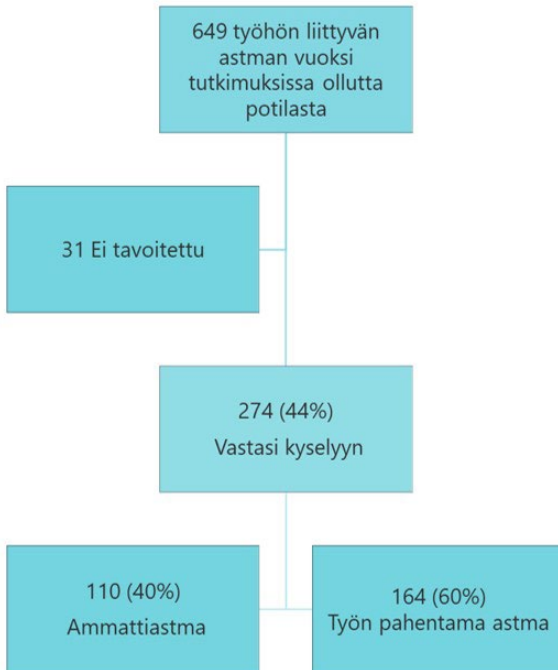 649 työhön liittyvän
astman vuoksi
tutkimuksissa ollutta
potilasta
31 Ei tavoitettu
274 (44%)
Vastasi kyselyyn
110 (40%)
Ammattiastma
164 (60%)
Työn pahentama astma